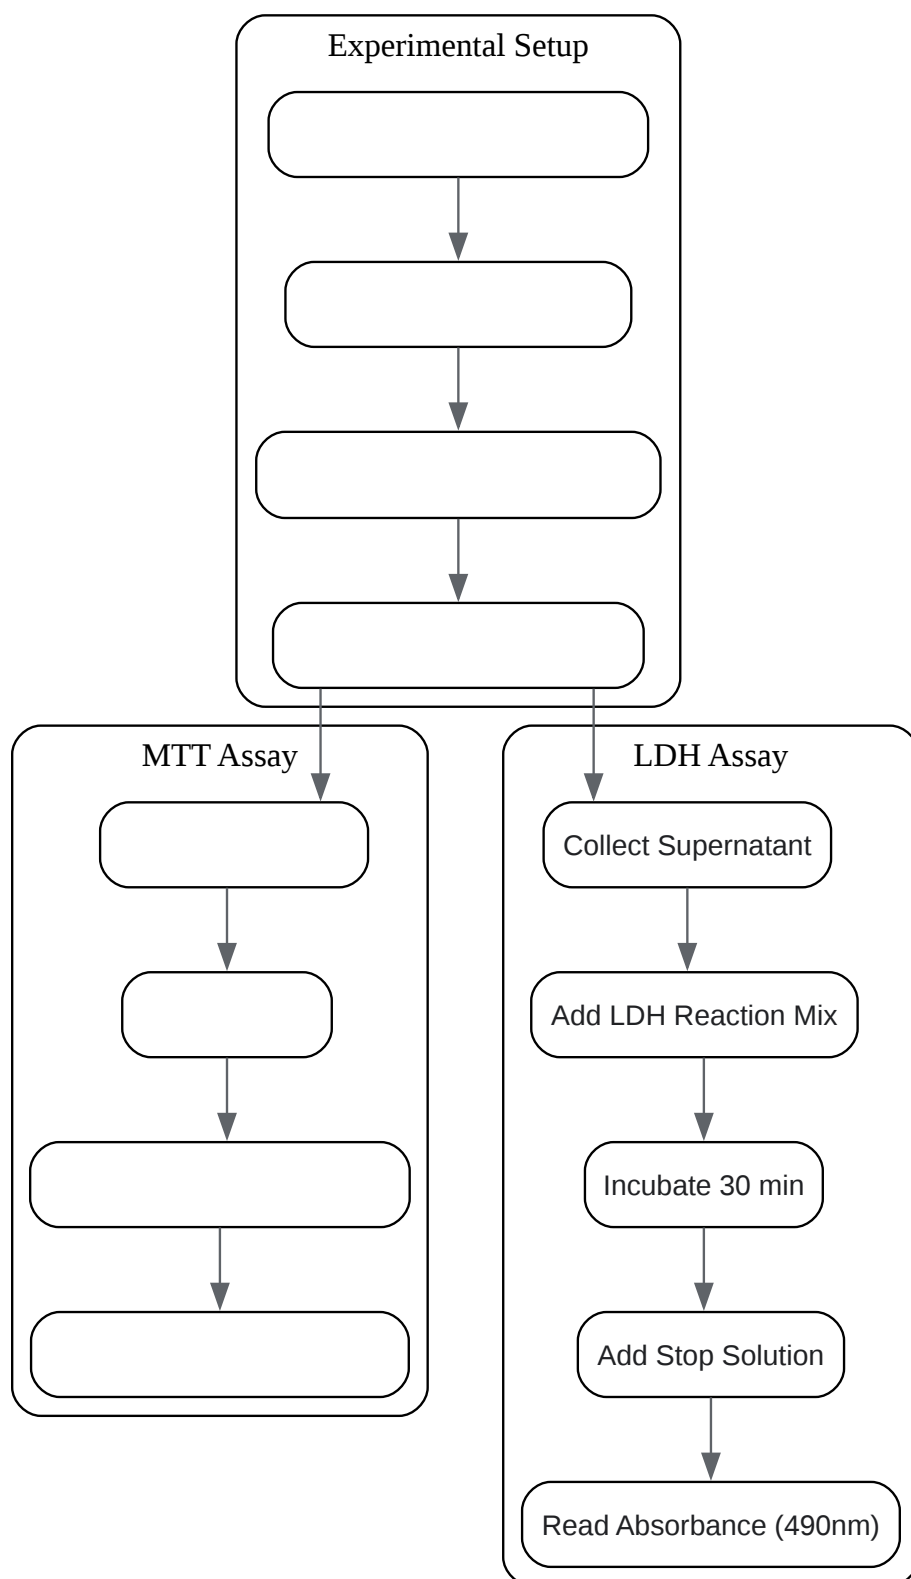 Experimental Setup
MTT Assay
LDH Assay
Collect Supernatant
Add LDH Reaction Mix
Incubate 30 min
Add Stop Solution
Read Absorbance (490nm)